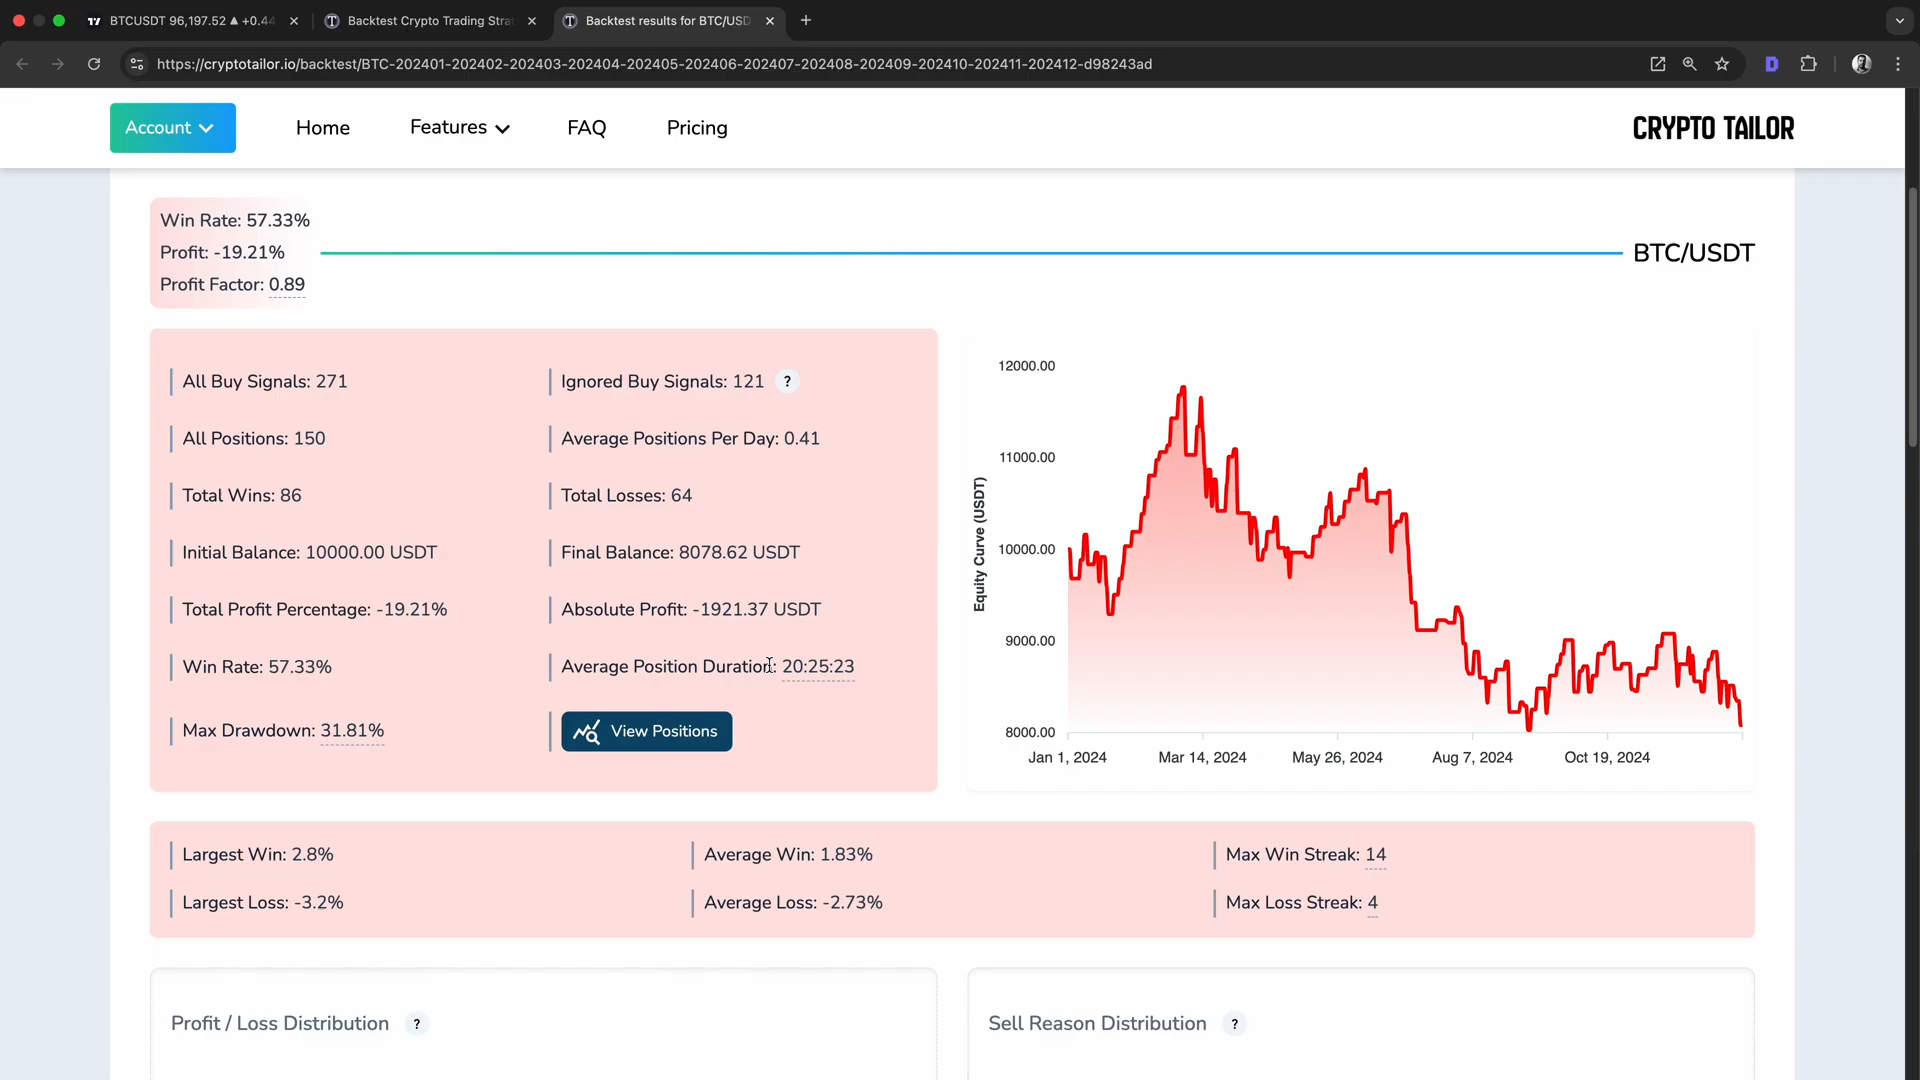 BTCUSDT 96,197.52 ▲ +0.44
Backtest Crypto Trading Stra
Backtest results for BTC/USD
https://cryptotailor.io/backtest/BTC-202401-202402-202403-202404-202405-202406-202407-202408-202409-202410-202411-202412-d98243ad
Account
Home
Features
FAQ
Pricing
CRYPTO TAILOR
Win Rate: 57.33%
Profit: -19.21%
Profit Factor: 0.89
BTC/USDT
All Buy Signals: 271
Ignored Buy Signals: 121 ?
All Positions: 150
Average Positions Per Day: 0.41
Total Wins: 86
Total Losses: 64
Initial Balance: 10000.00 USDT
Final Balance: 8078.62 USDT
Total Profit Percentage: -19.21%
Absolute Profit: -1921.37 USDT
Win Rate: 57.33%
Average Position Duration: 20:25:23
Max Drawdown: 31.81%
View Positions
Equity Curve (USDT)
12000.00
11000.00
10000.00
9000.00
8000.00
Jan 1, 2024
Mar 14, 2024
May 26, 2024
Aug 7, 2024
Oct 19, 2024
Largest Win: 2.8%
Average Win: 1.83%
Max Win Streak: 14
Largest Loss: -3.2%
Average Loss: -2.73%
Max Loss Streak: 4
Profit / Loss Distribution ?
Sell Reason Distribution ?